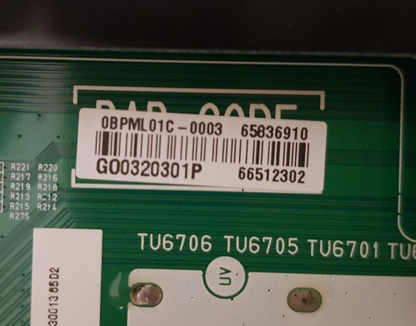 BAR CODE
0BPML01C-0003 65836910
G00320301P 66512302
R221 R220
R217 R216
R219 R218
R213 R212
R215 R214
R275
TU6706 TU6705 TU6701
UV